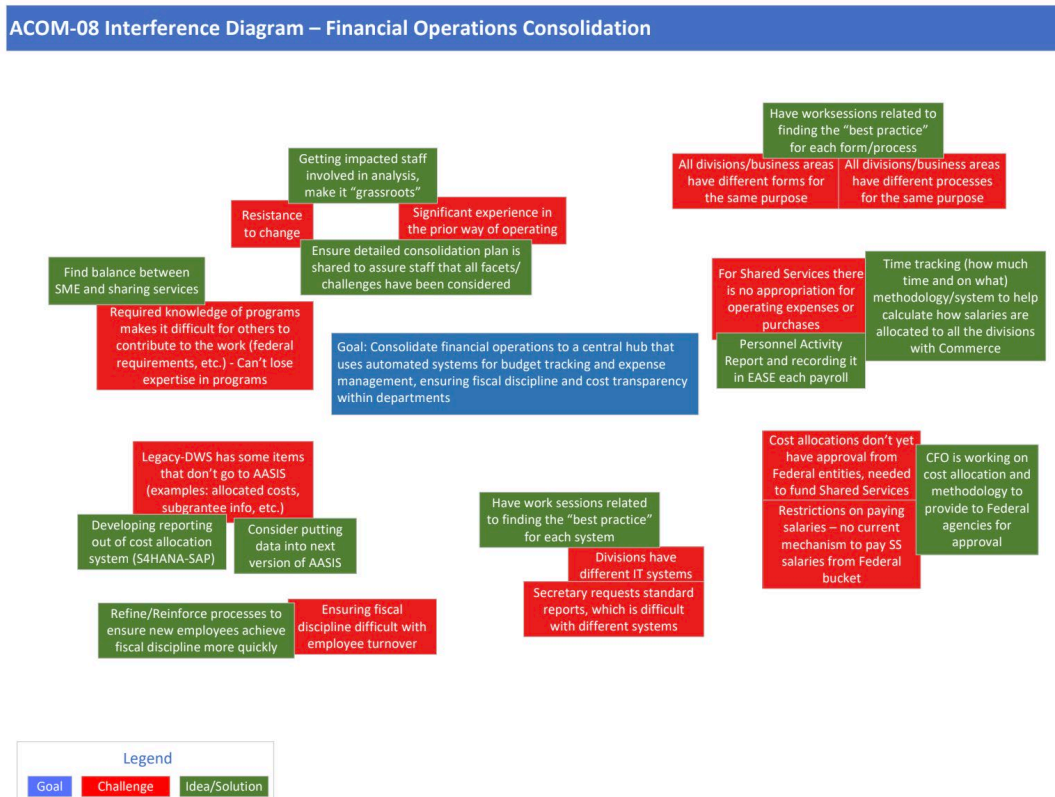 ACOM-08 Interference Diagram – Financial Operations Consolidation
Have worksessions related to
finding the “best practice”
for each form/process
All divisions/business areas
have different forms for
the same purpose
All divisions/business areas
have different processes
for the same purpose
Getting impacted staff
involved in analysis,
make it “grassroots”
Resistance
to change
Significant experience in
the prior way of operating
Ensure detailed consolidation plan is
shared to assure staff that all facets/
challenges have been considered
Find balance between
SME and sharing services
Required knowledge of programs
makes it difficult for others to
contribute to the work (federal
requirements, etc.) - Can’t lose
expertise in programs
For Shared Services there
is no appropriation for
operating expenses or
purchases
Time tracking (how much
time and on what)
methodology/system to help
calculate how salaries are
allocated to all the divisions
with Commerce
Personnel Activity
Report and recording it
in EASE each payroll
Goal: Consolidate financial operations to a central hub that
uses automated systems for budget tracking and expense
management, ensuring fiscal discipline and cost transparency
within departments
Legacy-DWS has some items
that don’t go to AASIS
(examples: allocated costs,
subgrantee info, etc.)
Developing reporting
out of cost allocation
system (S4HANA-SAP)
Consider putting
data into next
version of AASIS
Have work sessions related
to finding the “best practice”
for each system
Divisions have
different IT systems
Secretary requests standard
reports, which is difficult
with different systems
Cost allocations don’t yet
have approval from
Federal entities, needed
to fund Shared Services
Restrictions on paying
salaries – no current
mechanism to pay SS
salaries from Federal
bucket
CFO is working on
cost allocation and
methodology to
provide to Federal
agencies for
approval
Refine/Reinforce processes to
ensure new employees achieve
fiscal discipline more quickly
Ensuring fiscal
discipline difficult with
employee turnover
Legend
Goal
Challenge
Idea/Solution